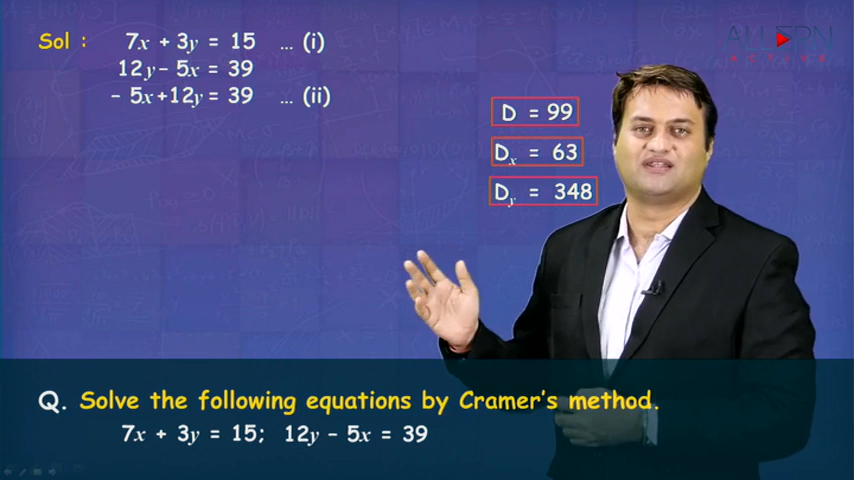 Sol : 7x + 3y = 15 ... (i)
12y – 5x = 39
– 5x+12y = 39 ... (ii)
D = 99
Dx = 63
Dy = 348
Q. Solve the following equations by Cramer's method.
7x + 3y = 15; 12y – 5x = 39